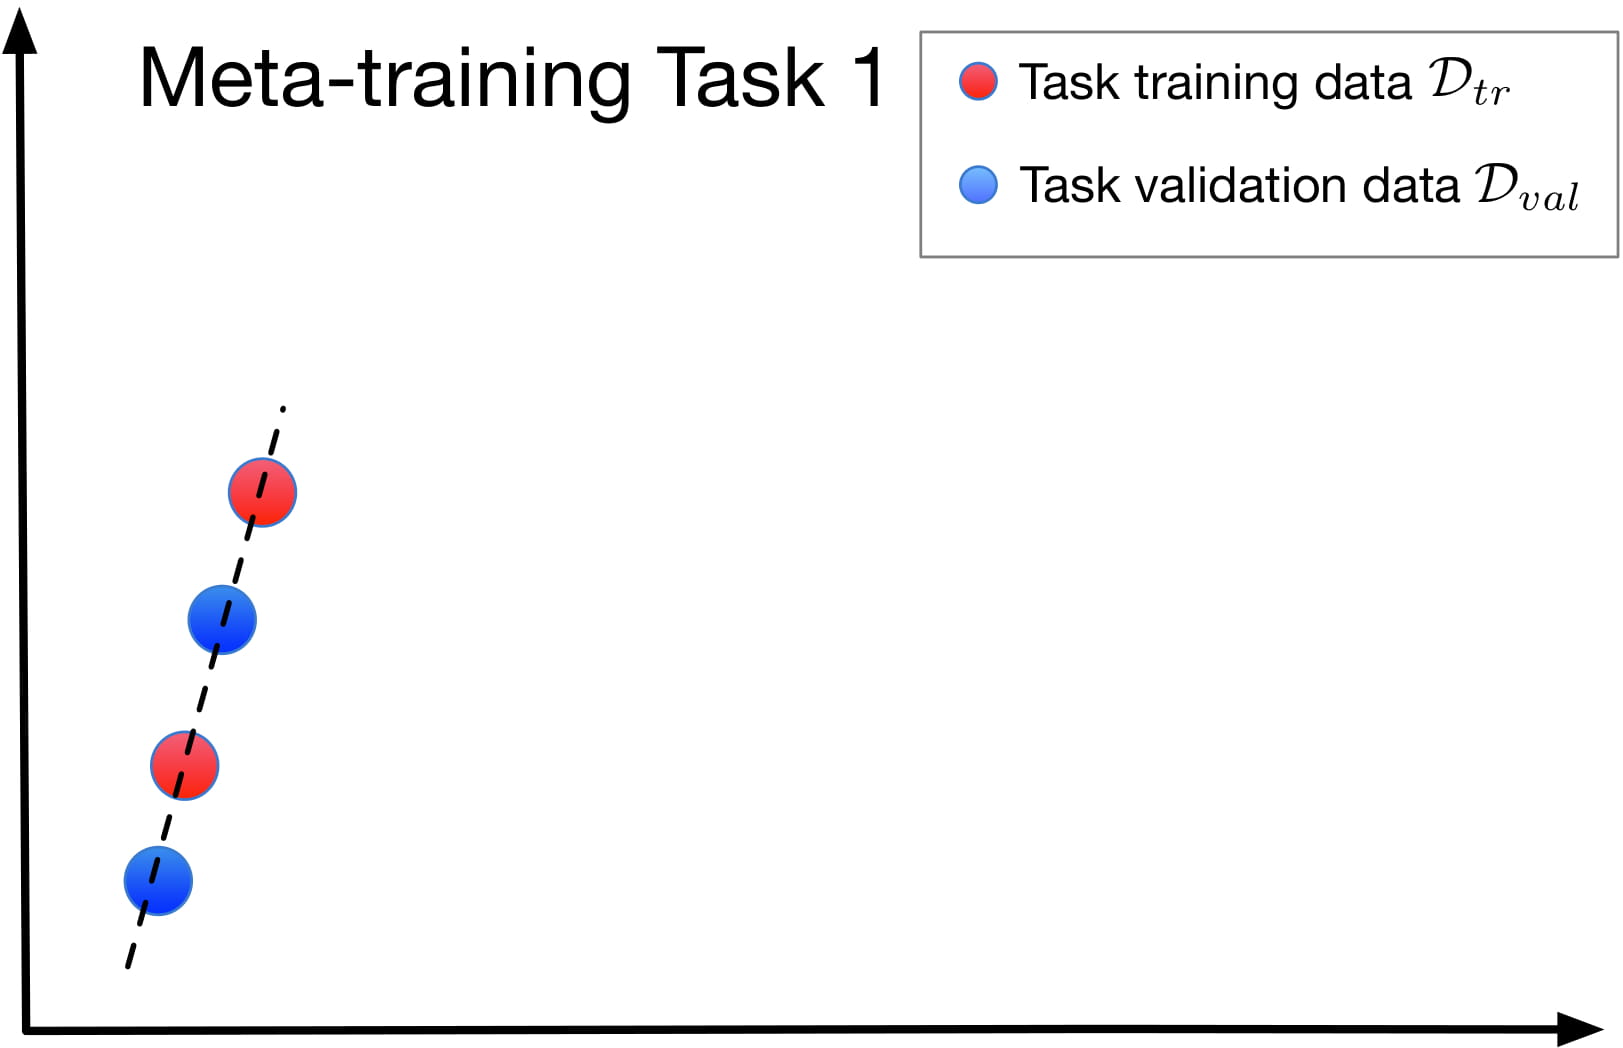 Meta-training Task 1
Task training data 𝒟_tr
Task validation data 𝒟_val